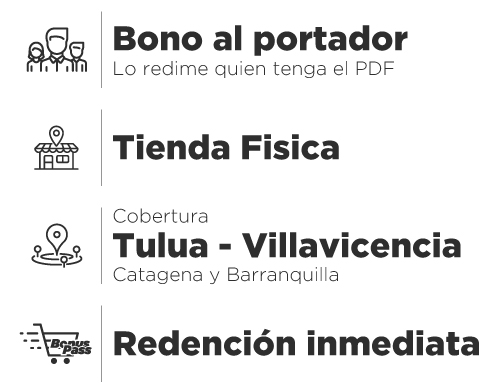 Bono al portador
Lo redime quien tenga el PDF
Tienda Fisica
Cobertura
Tulua - Villavicencia
Catagena y Barranquilla
Bonus
Pass
Redención inmediata